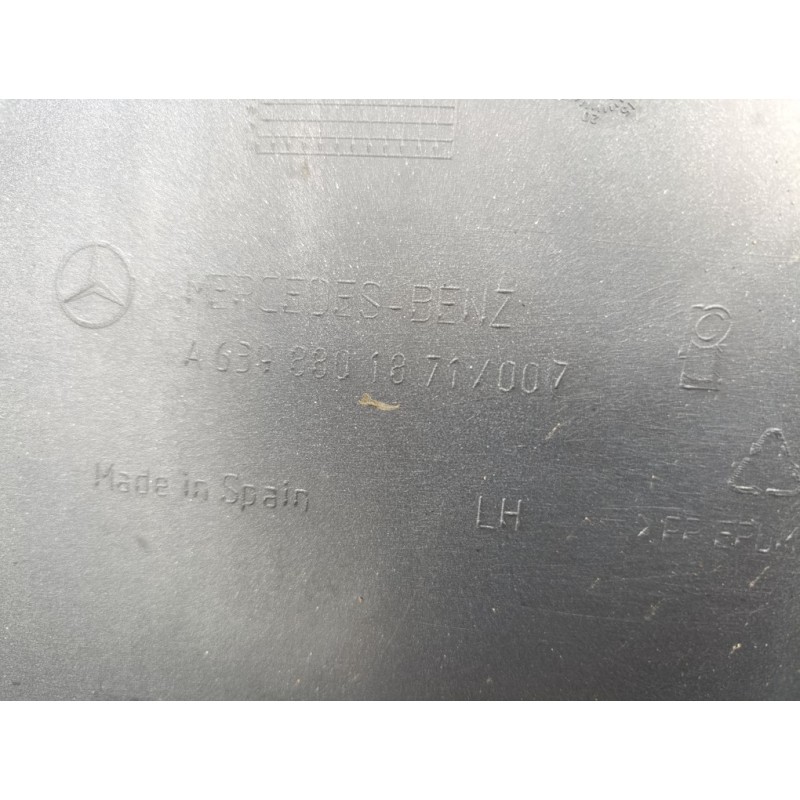 MERCEDES-BENZ
A 639 880 18 71/007
Made in Spain
LH